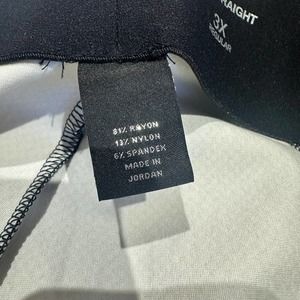 RAIGHT
3X
REGULAR
81% RAYON
13% NYLON
6% SPANDEX
MADE IN
JORDAN